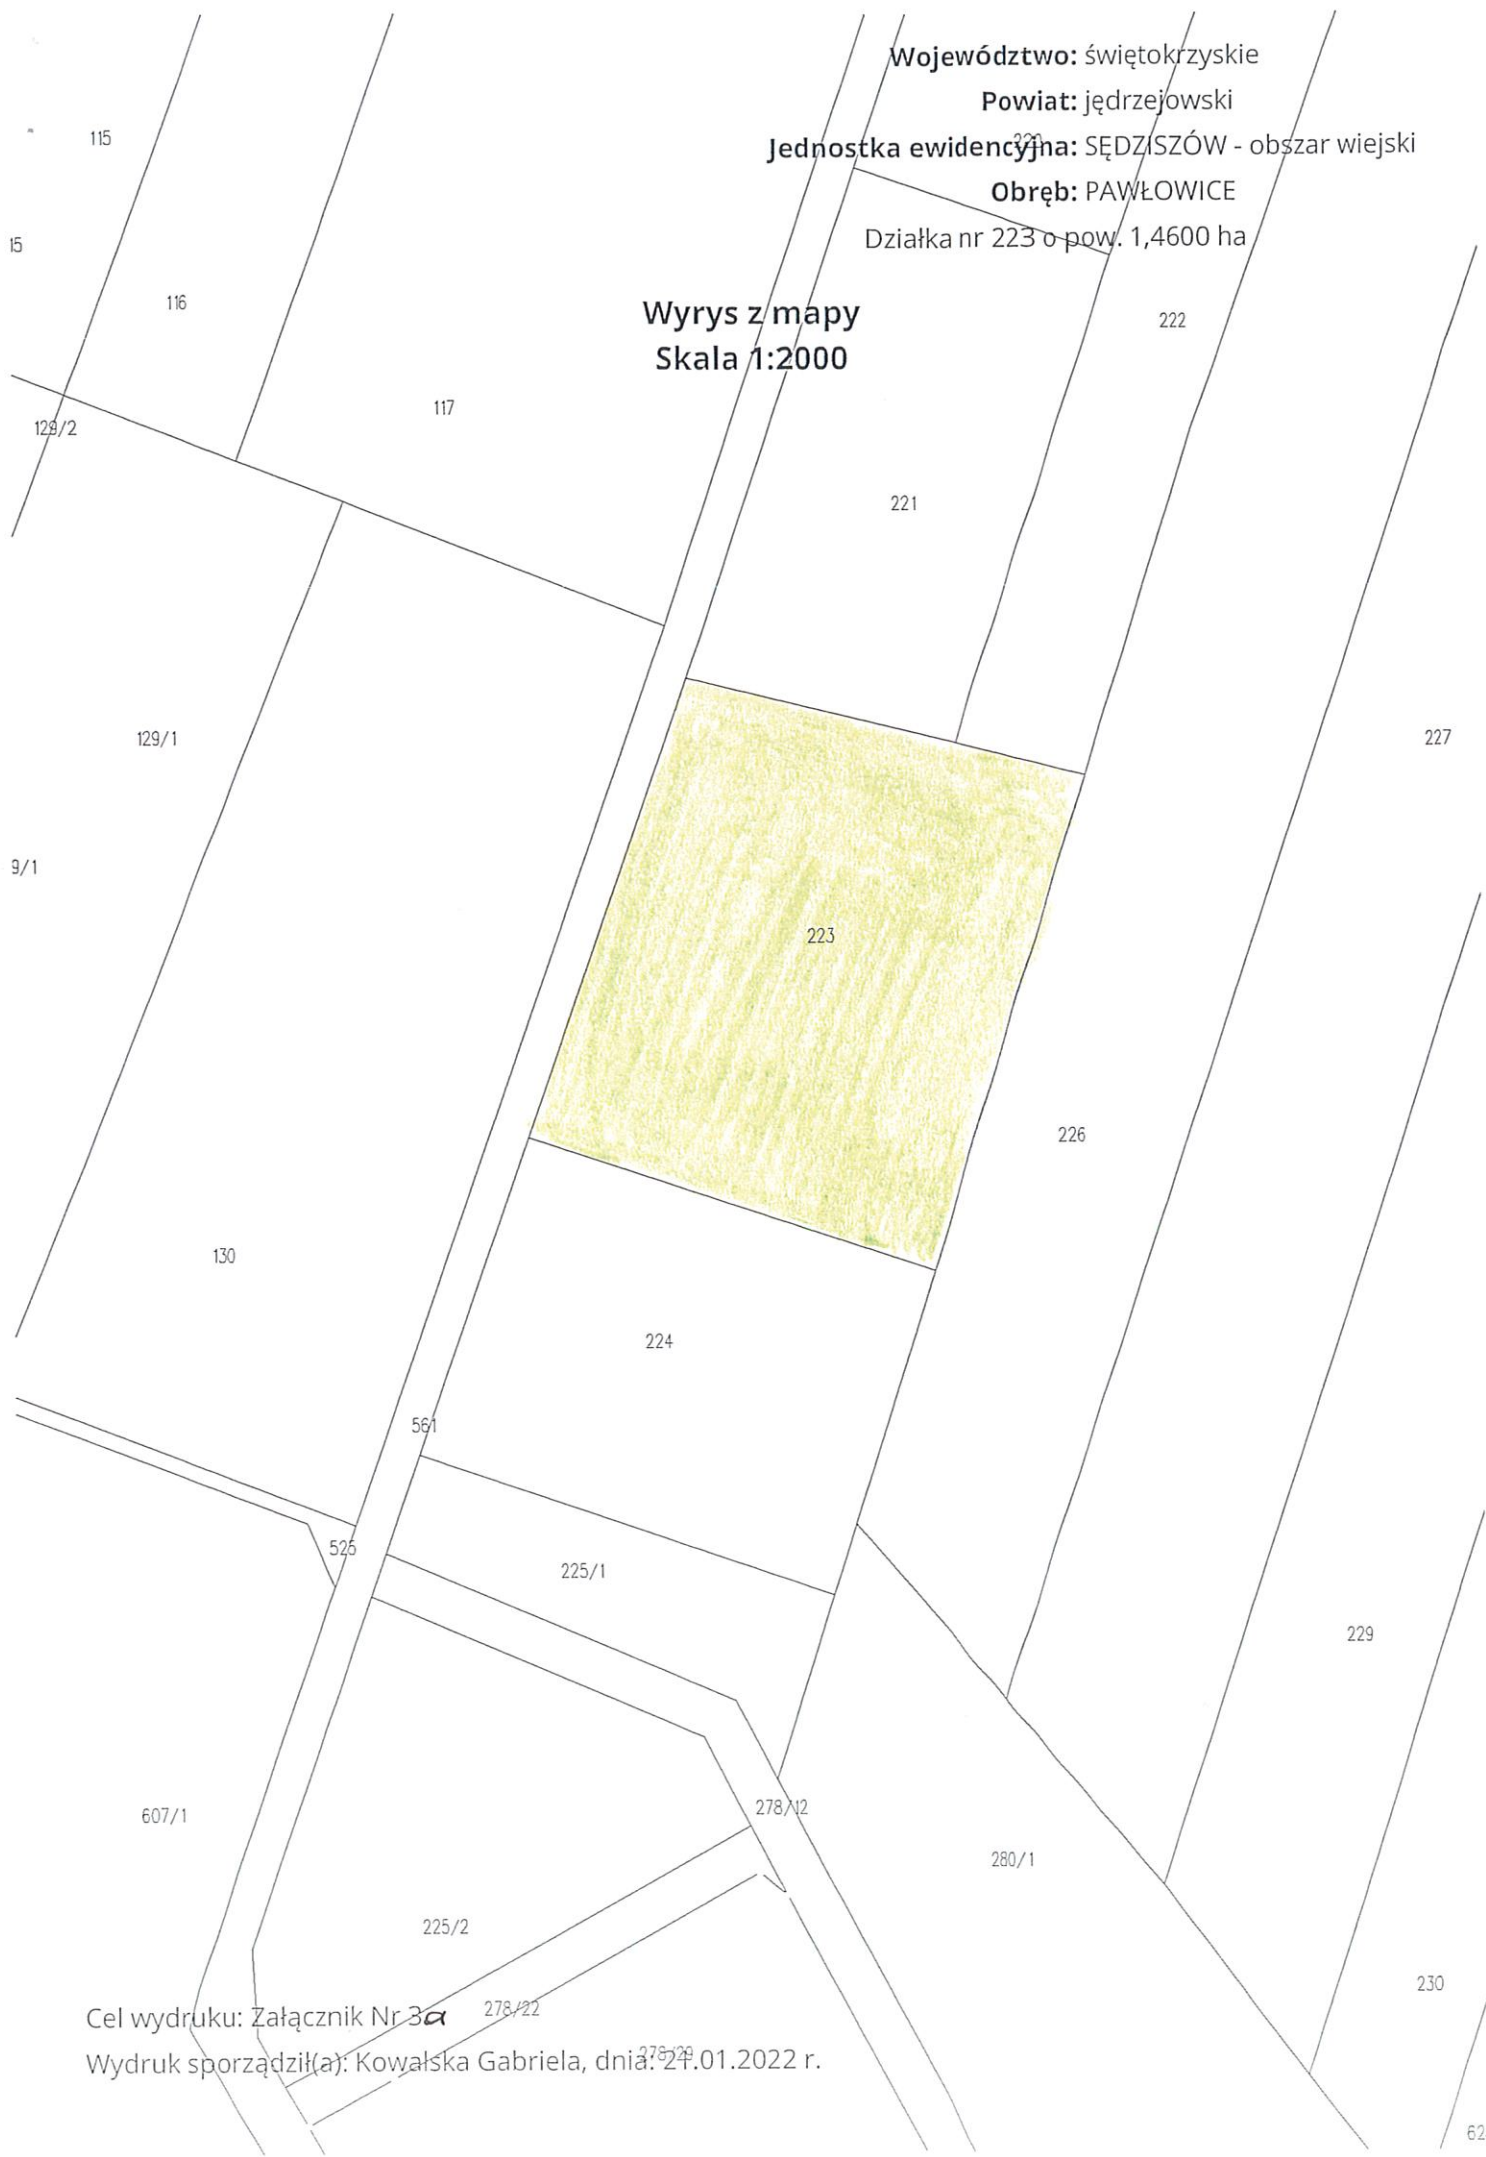 Województwo: świętokrzyskie
Powiat: jędrzejowski
Jednostka ewidencyjna: SĘDZISZÓW - obszar wiejski
Obręb: PAWŁOWICE
Działka nr 223 o pow. 1,4600 ha
Wyrys z mapy
Skala 1:2000
115
15
116
222
117
129/2
221
129/1
227
9/1
223
226
130
224
561
525
225/1
229
278/12
607/1
280/1
225/2
230
278/22
Cel wydruku: Załącznik Nr 3a
Wydruk sporządził(a): Kowalska Gabriela, dnia: 21.01.2022 r.
62